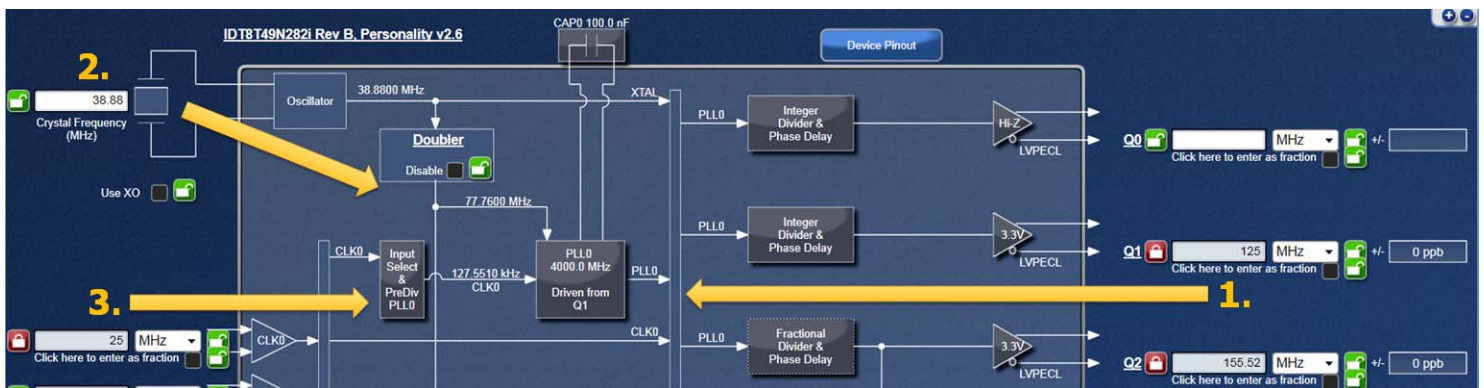 CAP0 100.0 nF
IDT8T49N282i Rev B, Personality v2.6
Device Pinout
2.
38.88
Crystal Frequency
(MHz)
Use XO
Oscillator
38.8800 MHz
XTAL
Doubler
Disable
77.7600 MHz
CLK0
Input
Select
&
PreDiv
PLL0
127.5510 kHz
CLK0
PLL0
4000.0 MHz
Driven from
Q1
PLL0
3.
1.
25 MHz
Click here to enter as fraction
CLK0
CLK0
PLL0
Integer
Divider &
Phase Delay
Hi-Z
LVPECL
Q0 MHz +/-
Click here to enter as fraction
PLL0
Integer
Divider &
Phase Delay
3.3V
LVPECL
Q1 125 MHz +/- 0 ppb
Click here to enter as fraction
PLL0
Fractional
Divider &
Phase Delay
3.3V
LVPECL
Q2 155.52 MHz +/- 0 ppb
Click here to enter as fraction